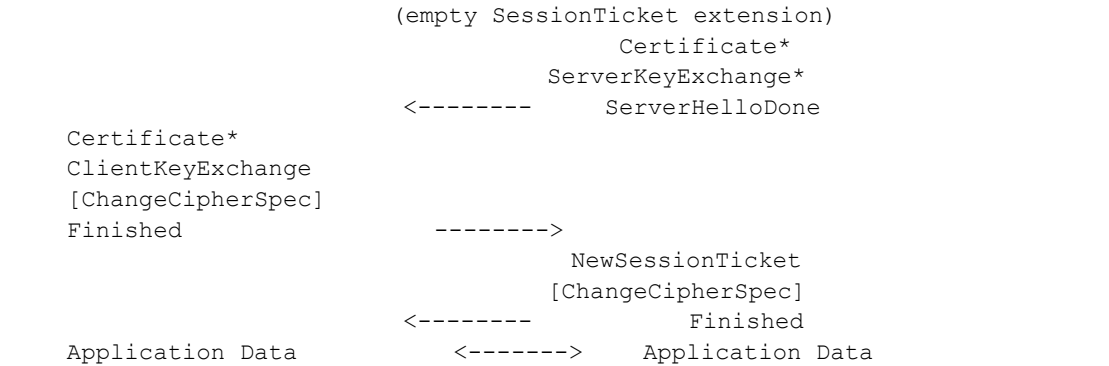 (empty SessionTicket extension)
Certificate*
ServerKeyExchange*
<-------- ServerHelloDone
Certificate*
ClientKeyExchange
[ChangeCipherSpec]
Finished -------->
NewSessionTicket
[ChangeCipherSpec]
<-------- Finished
Application Data <-------> Application Data